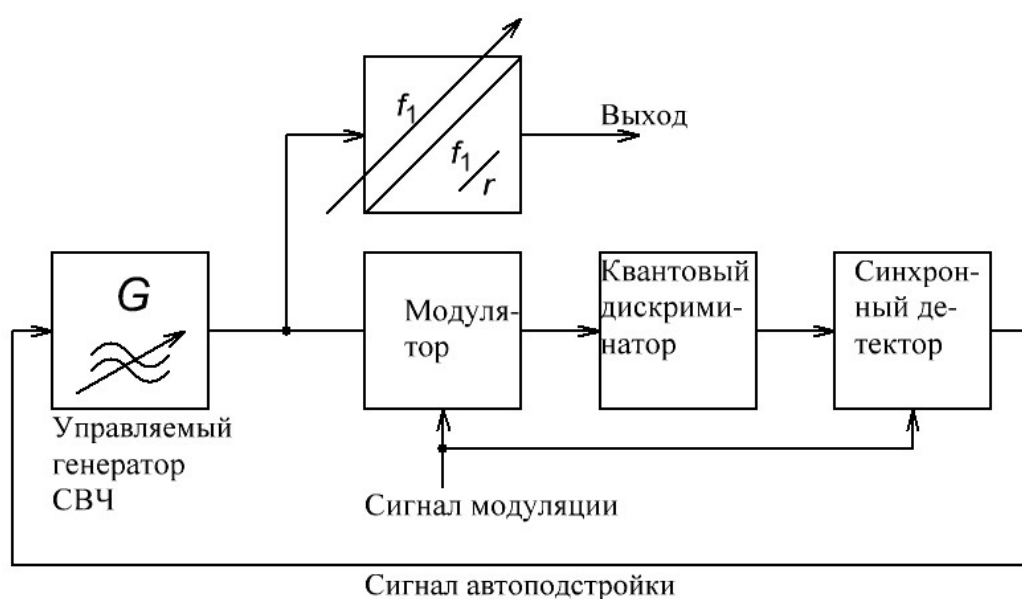 f₁
f₁/r
Выход
G
Управляемый
генератор
СВЧ
Модуля-
тор
Квантовый
дискрими-
натор
Синхрон-
ный де-
тектор
Сигнал модуляции
Сигнал автоподстройки